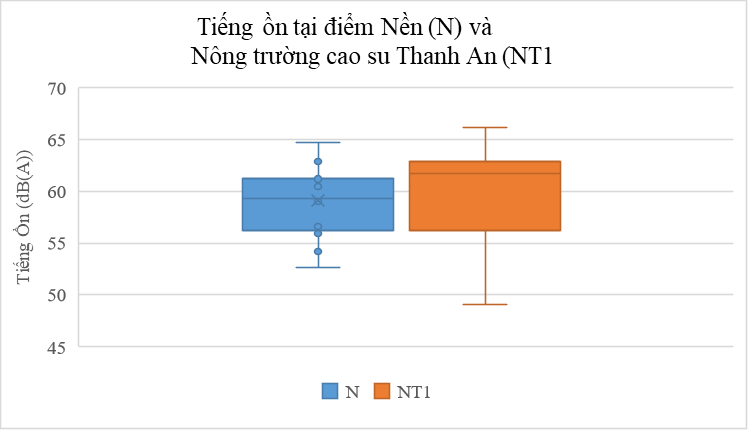 Tiếng ồn tại điểm Nền (N) và
Nông trường cao su Thanh An (NT1
70
65
60
55
50
45
Tiếng Ồn (dB(A))
N
NT1